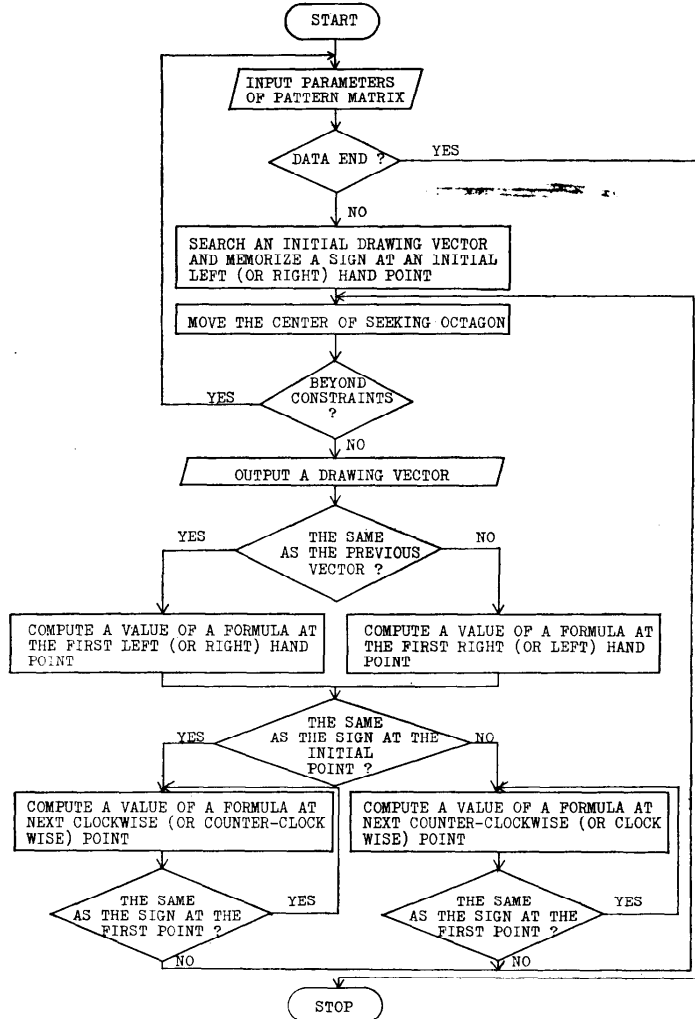 START
INPUT PARAMETERS
OF PATTERN MATRIX
DATA END ?
YES
NO
SEARCH AN INITIAL DRAWING VECTOR
AND MEMORIZE A SIGN AT AN INITIAL
LEFT (OR RIGHT) HAND POINT
MOVE THE CENTER OF SEEKING OCTAGON
BEYOND
CONSTRAINTS
?
YES
NO
OUTPUT A DRAWING VECTOR
YES
THE SAME
AS THE PREVIOUS
VECTOR ?
NO
COMPUTE A VALUE OF A FORMULA AT
THE FIRST LEFT (OR RIGHT) HAND
POINT
COMPUTE A VALUE OF A FORMULA AT
THE FIRST RIGHT (OR LEFT) HAND
POINT
YES
THE SAME
AS THE SIGN AT THE
INITIAL
POINT ?
NO
COMPUTE A VALUE OF A FORMULA AT
NEXT CLOCKWISE (OR COUNTER-CLOCK
WISE) POINT
COMPUTE A VALUE OF A FORMULA AT
NEXT COUNTER-CLOCKWISE (OR CLOCK
WISE) POINT
THE SAME
AS THE SIGN AT THE
FIRST POINT ?
YES
NO
THE SAME
AS THE SIGN AT THE
FIRST POINT ?
YES
NO
STOP